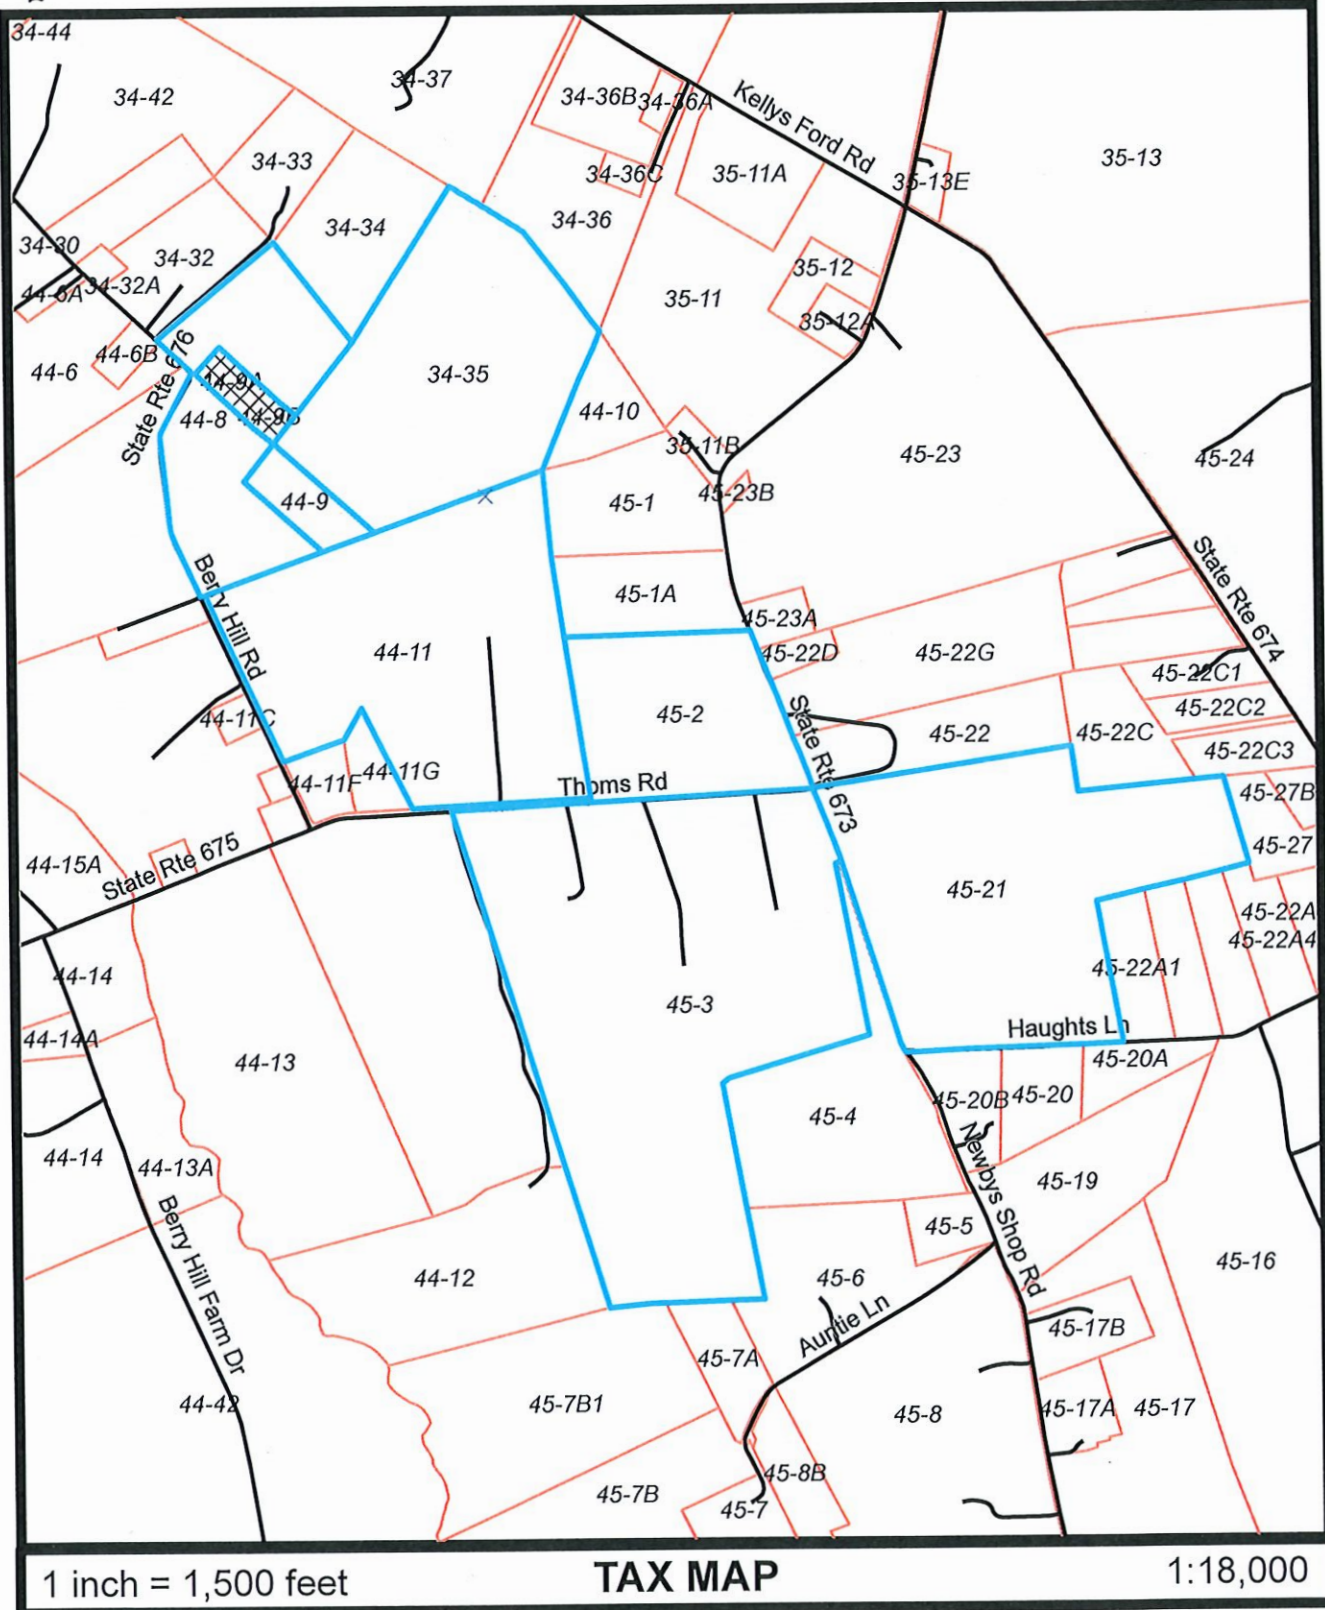 34-44
34-42
34-37
34-36B
34-36A
Kellys Ford Rd
34-33
34-36C
35-11A
35-13E
35-13
34-34
34-36
34-30
34-32
34-32A
44-6A
35-12
35-11
35-12A
44-6B
44-6
State Rte 676
44-9A
34-35
44-8
44-9B
44-10
35-11B
45-23
45-24
44-9
45-1
45-23B
State Rte 674
Berry Hill Rd
45-1A
45-23A
44-11
45-22D
45-22G
45-22C1
44-11C
45-2
State Rte 673
45-22
45-22C
45-22C2
45-22C3
44-11F
44-11G
Thoms Rd
45-27B
45-27
44-15A
State Rte 675
45-21
45-22A
45-22A4
44-14
45-22A1
45-3
44-14A
44-13
Haughts Ln
45-20A
45-20B
45-20
45-4
44-14
44-13A
Newbys Shop Rd
45-19
45-5
Berry Hill Farm Dr
44-12
45-6
45-16
Auntie Ln
45-17B
45-7A
44-42
45-7B1
45-8
45-17A
45-17
45-8B
45-7B
45-7
1 inch = 1,500 feet
TAX MAP
1:18,000